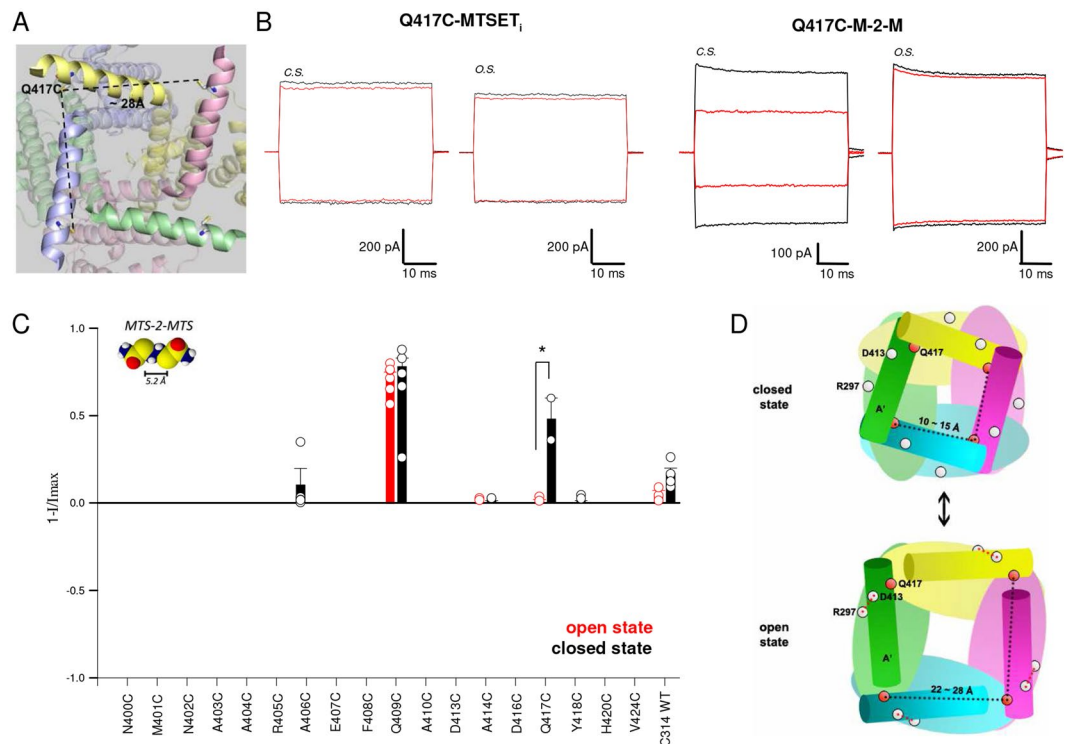 A
Q417C
~ 28Å
B
Q417C-MTSETi
C.S.
O.S.
200 pA
10 ms
200 pA
10 ms
Q417C-M-2-M
C.S.
O.S.
100 pA
10 ms
200 pA
10 ms
C
MTS-2-MTS
5.2 Å
1-I/Imax
1.0
0.5
0.0
-0.5
-1.0
*
open state
closed state
N400C
M401C
N402C
A403C
A404C
R405C
A406C
E407C
F408C
Q409C
A410C
D413C
A414C
D416C
Q417C
Y418C
H420C
V424C
C314 WT
D
closed
state
D413
Q417
R297
A'
10 ~ 15 Å
open
state
Q417
D413
R297
A'
22 ~ 28 Å